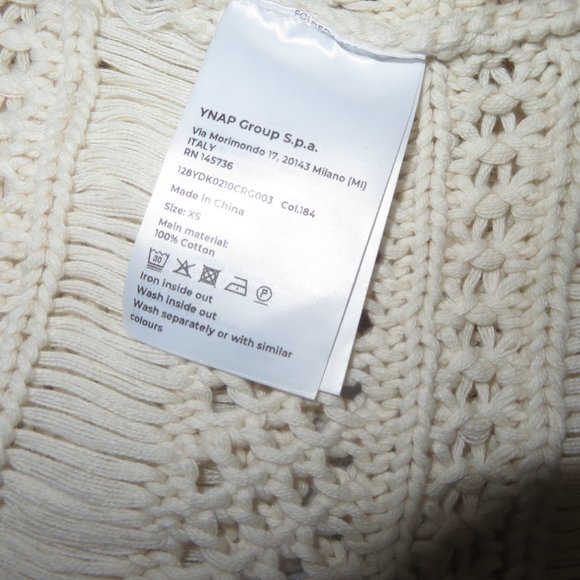 YNAP Group S.p.a.
Via Morimondo 17, 20143 Milano (MI)
ITALY
RN 145736
128YDK0210CRG003 Col.184
Made in China
Size: XS
Main material:
100% Cotton
30
Iron inside out
Wash inside out
Wash separately or with similar
colours